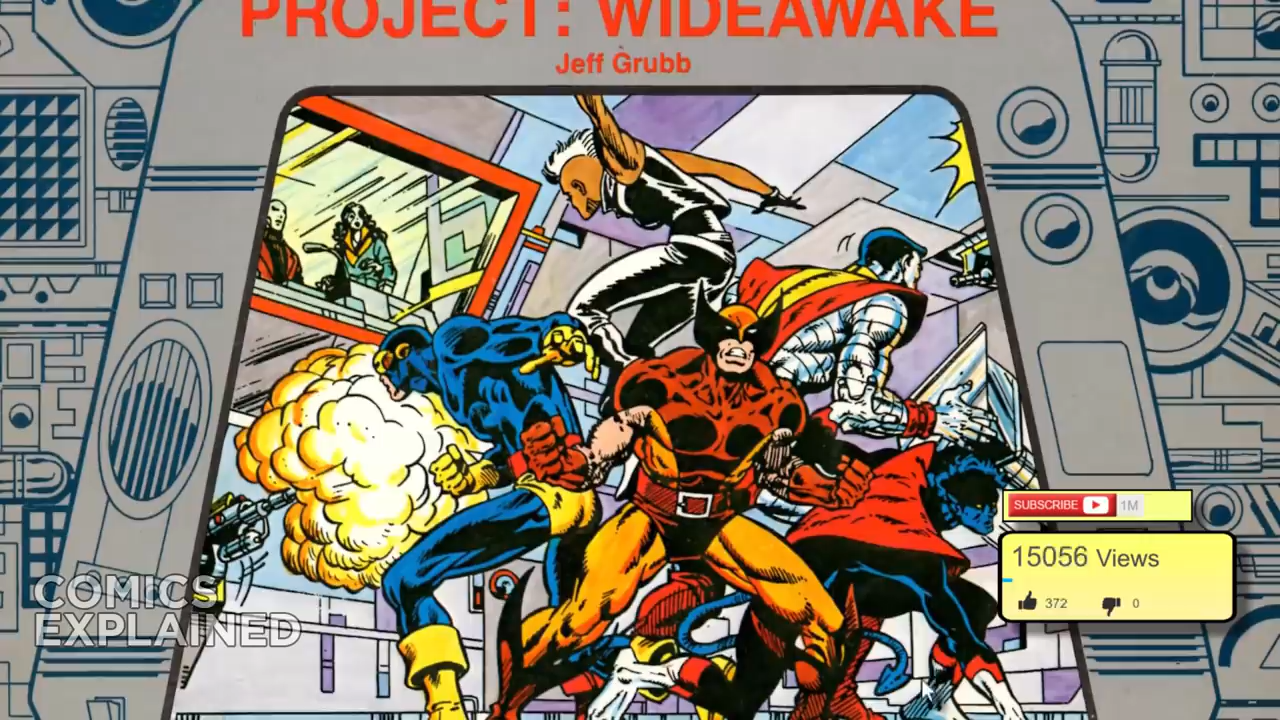 PROJECT: WIDEAWAKE
Jeff Grubb
SUBSCRIBE 1M
15056 Views
372 0
COMICS
EXPLAINED